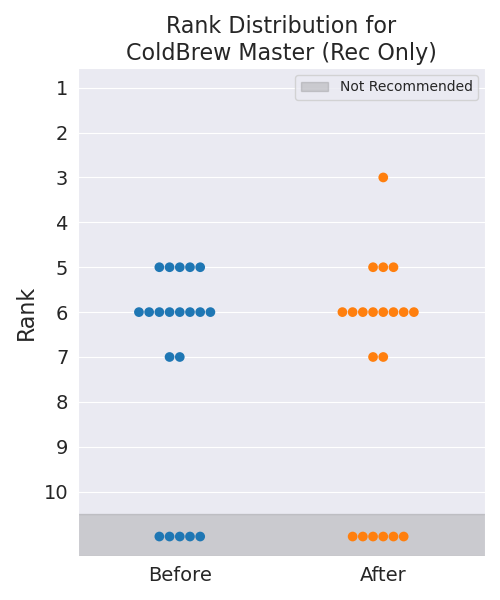 Rank Distribution for
ColdBrew Master (Rec Only)
Not Recommended
Rank
1
2
3
4
5
6
7
8
9
10
Before After